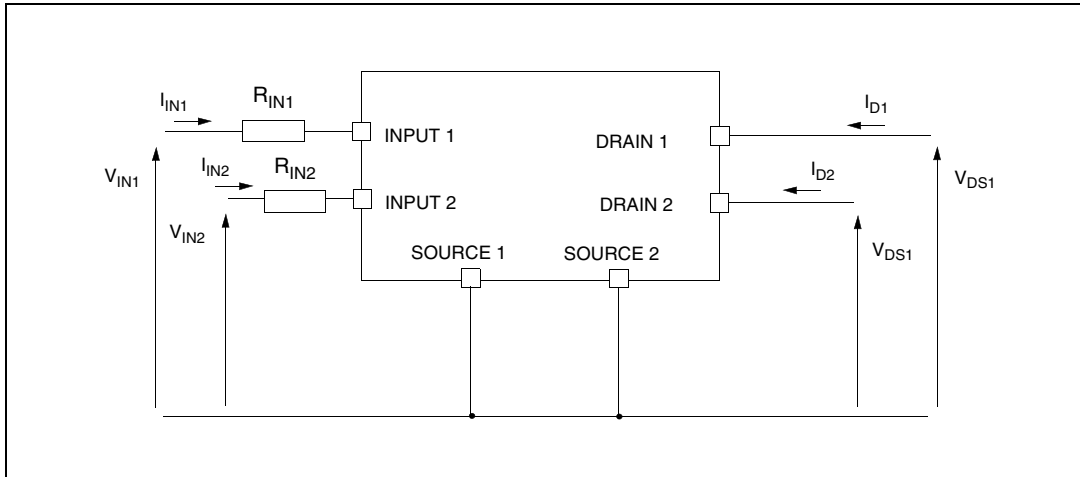 I_IN1
R_IN1
INPUT 1
DRAIN 1
I_D1
V_IN1
I_IN2
R_IN2
INPUT 2
DRAIN 2
I_D2
V_DS1
V_IN2
SOURCE 1
SOURCE 2
V_DS1